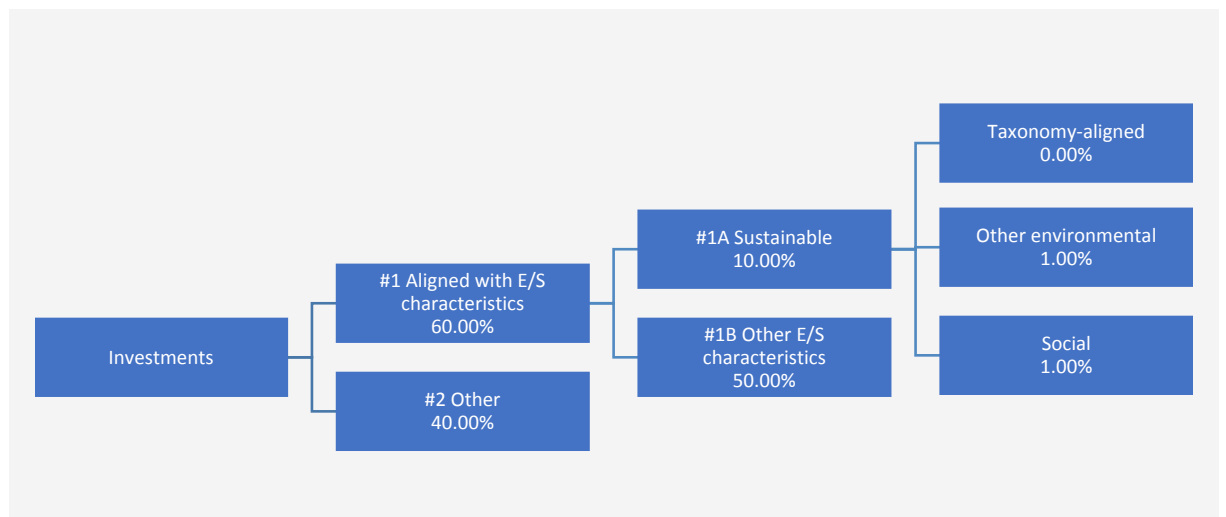 Investments
#1 Aligned with E/S
characteristics
60.00%
#2 Other
40.00%
#1A Sustainable
10.00%
#1B Other E/S
characteristics
50.00%
Taxonomy-aligned
0.00%
Other environmental
1.00%
Social
1.00%